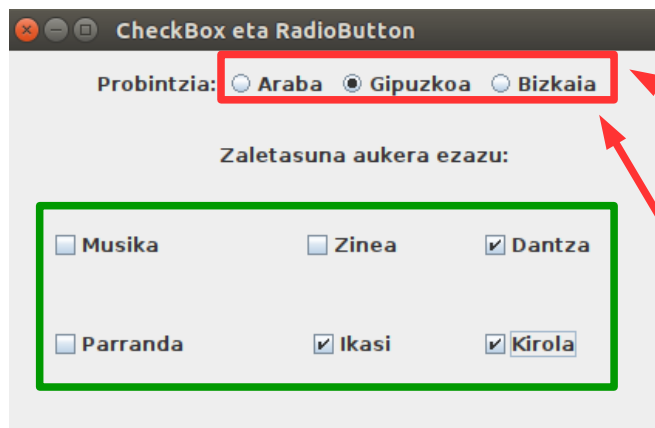 CheckBox eta RadioButton
Probintzia: Araba Gipuzkoa Bizkaia
Zaletasuna aukera ezazu:
Musika Zinea Dantza
Parranda Ikasi Kirola